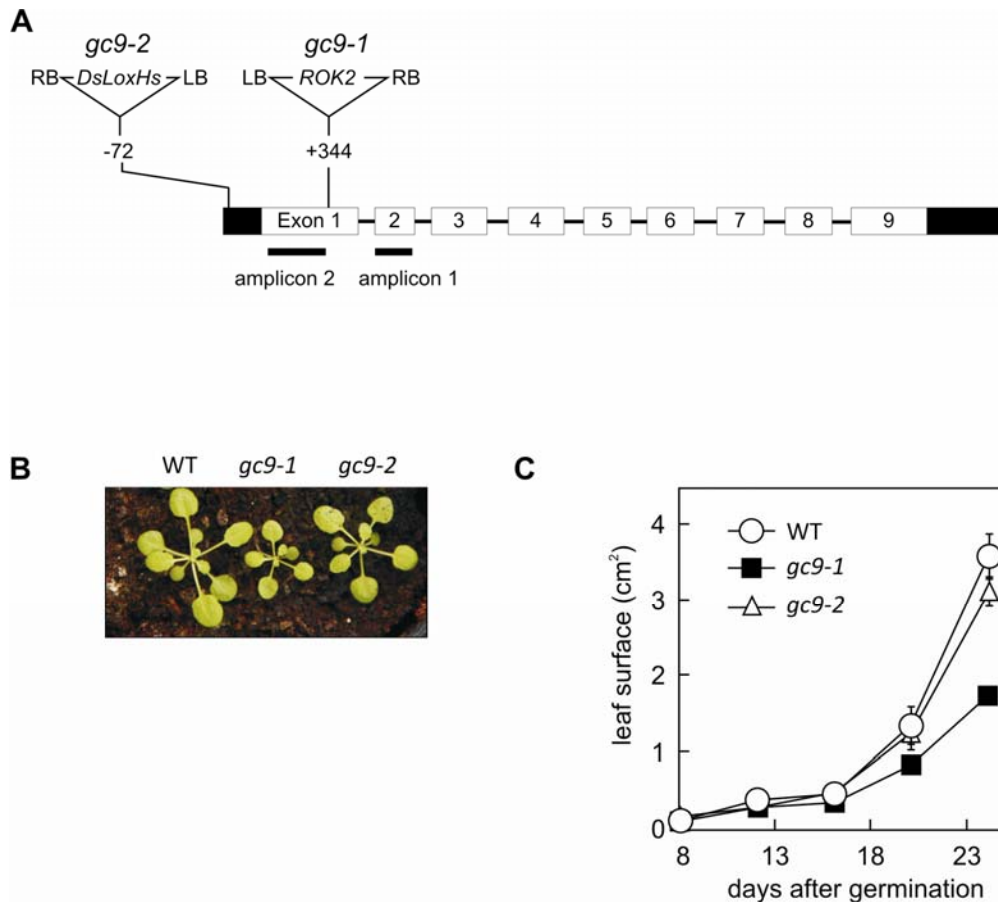 A
gc9-2 gc9-1
RB DsLoxHs LB LB ROK2 RB
-72 +344
Exon 1 2 3 4 5 6 7 8 9
amplicon 2 amplicon 1
B
WT gc9-1 gc9-2
C
4
3
2
1
0
leaf surface (cm²)
WT
gc9-1
gc9-2
8 13 18 23
days after germination